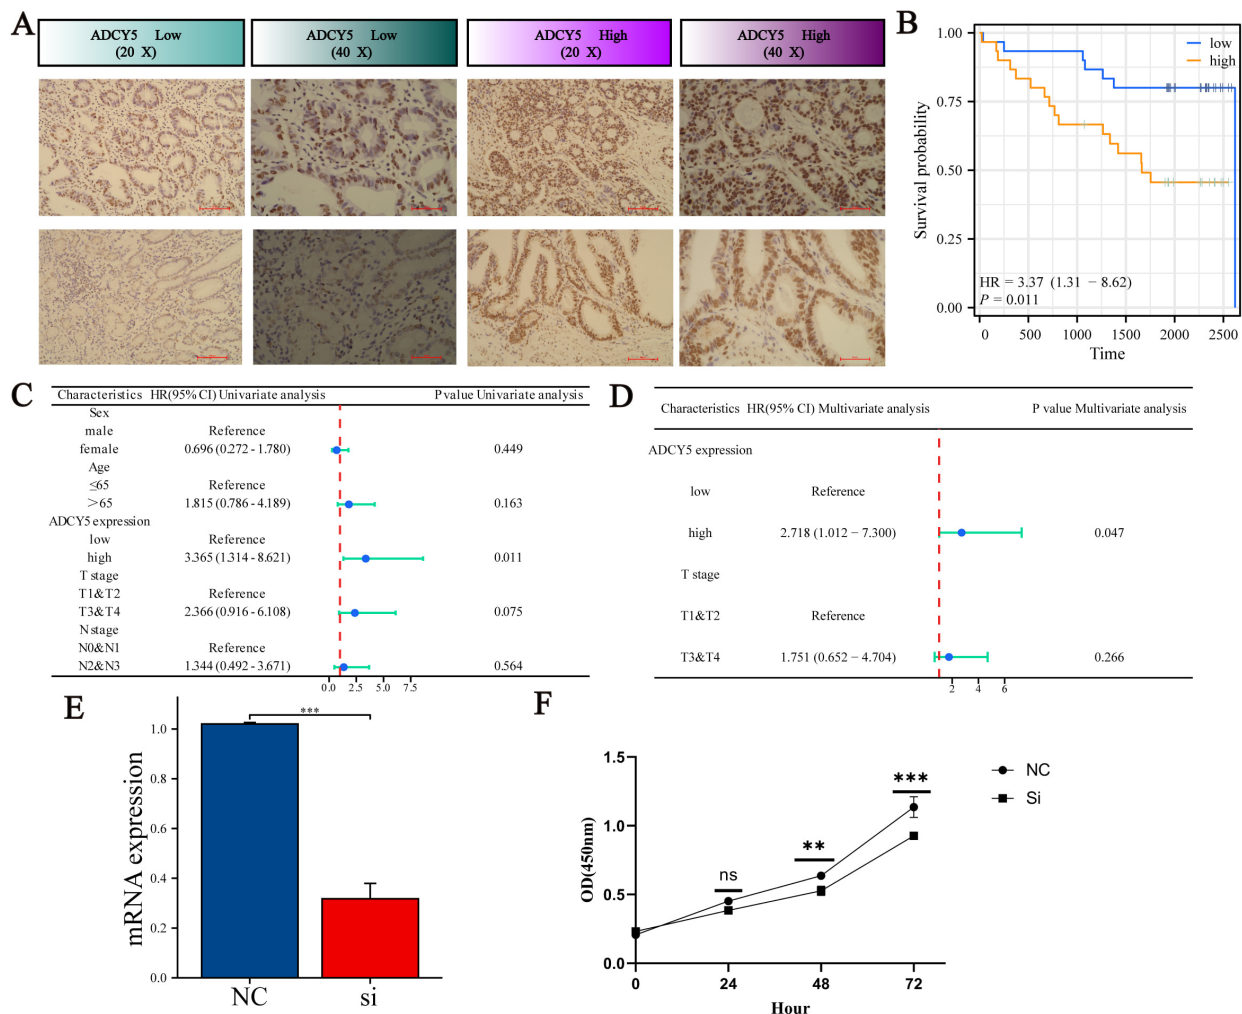 A
ADCY5 Low
(20 X)
ADCY5 Low
(40 X)
ADCY5 High
(20 X)
ADCY5 High
(40 X)
B
1.00
0.75
0.50
0.25
0.00
Survival probability
low
high
HR = 3.37 (1.31 − 8.62)
P = 0.011
0 500 1000 1500 2000 2500
Time
C
Characteristics HR(95% CI) Univariate analysis P value Univariate analysis
Sex
male Reference
female 0.696 (0.272 - 1.780) 0.449
Age
≤65 Reference
>65 1.815 (0.786 - 4.189) 0.163
ADCY5 expression
low Reference
high 3.365 (1.314 - 8.621) 0.011
T stage
T1&T2 Reference
T3&T4 2.366 (0.916 - 6.108) 0.075
N stage
N0&N1 Reference
N2&N3 1.344 (0.492 - 3.671) 0.564
0.0 2.5 5.0 7.5
D
Characteristics HR(95% CI) Multivariate analysis P value Multivariate analysis
ADCY5 expression
low Reference
high 2.718 (1.012 − 7.300) 0.047
T stage
T1&T2 Reference
T3&T4 1.751 (0.652 − 4.704) 0.266
2 4 6
E
mRNA expression
1.0
0.8
0.6
0.4
0.2
0.0
***
NC si
F
OD(450nm)
1.5
1.0
0.5
0.0
ns
**
***
NC
Si
0 24 48 72
Hour